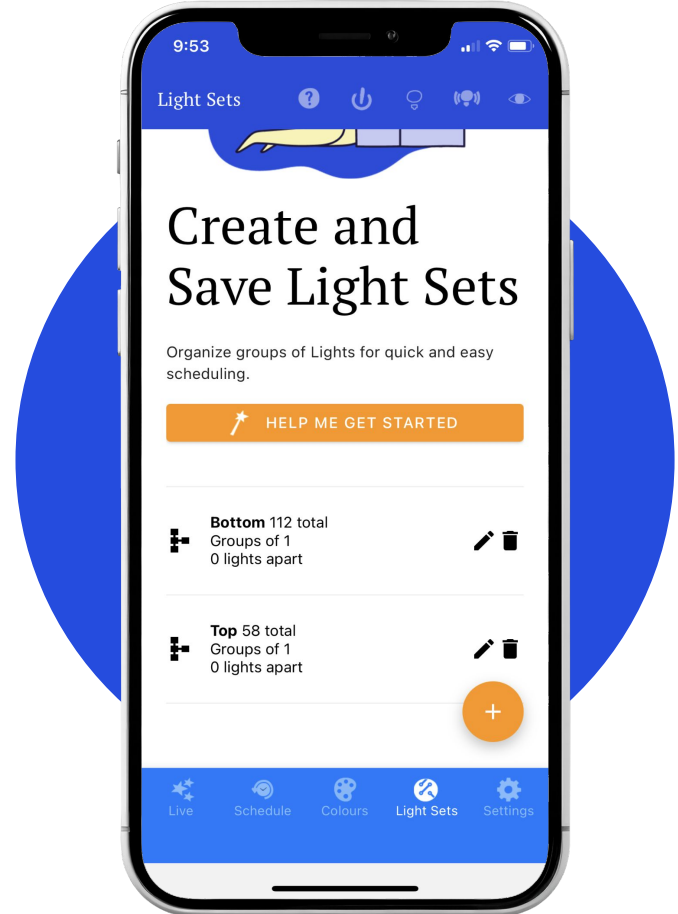 9:53
Light Sets
Create and
Save Light Sets
Organize groups of Lights for quick and easy
scheduling.
HELP ME GET STARTED
Bottom 112 total
Groups of 1
0 lights apart
Top 58 total
Groups of 1
0 lights apart
Live Schedule Colours Light Sets Settings